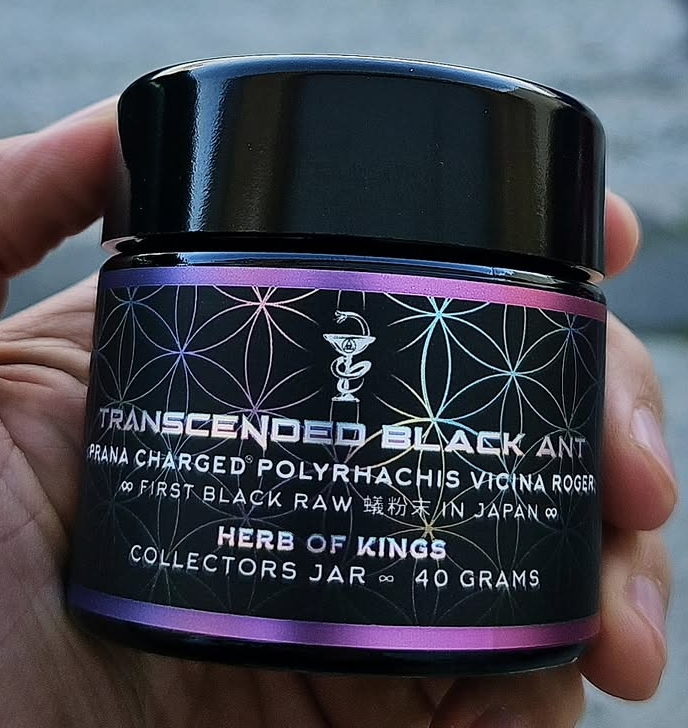 TRANSCENDED BLACK ANT
PRANA CHARGED® POLYRHACHIS VICINA ROGER
∞ FIRST BLACK RAW 蟻粉末 IN JAPAN ∞
HERB OF KINGS
COLLECTORS JAR ∞ 40 GRAMS